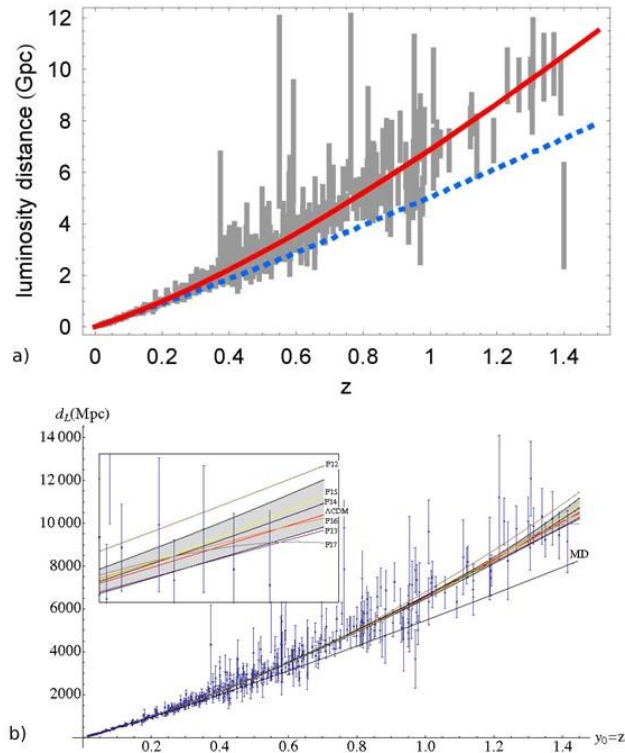 luminosity distance (Gpc)
12
10
8
6
4
2
0
0 0.2 0.4 0.6 0.8 1 1.2 1.4
z
a)
d_L(Mpc)
14 000
12 000
10 000
8000
6000
4000
2000
F12
F15
F14
ΛCDM
F16
F13
F17
MD
0.2 0.4 0.6 0.8 1.0 1.2 1.4
y₀=z
b)